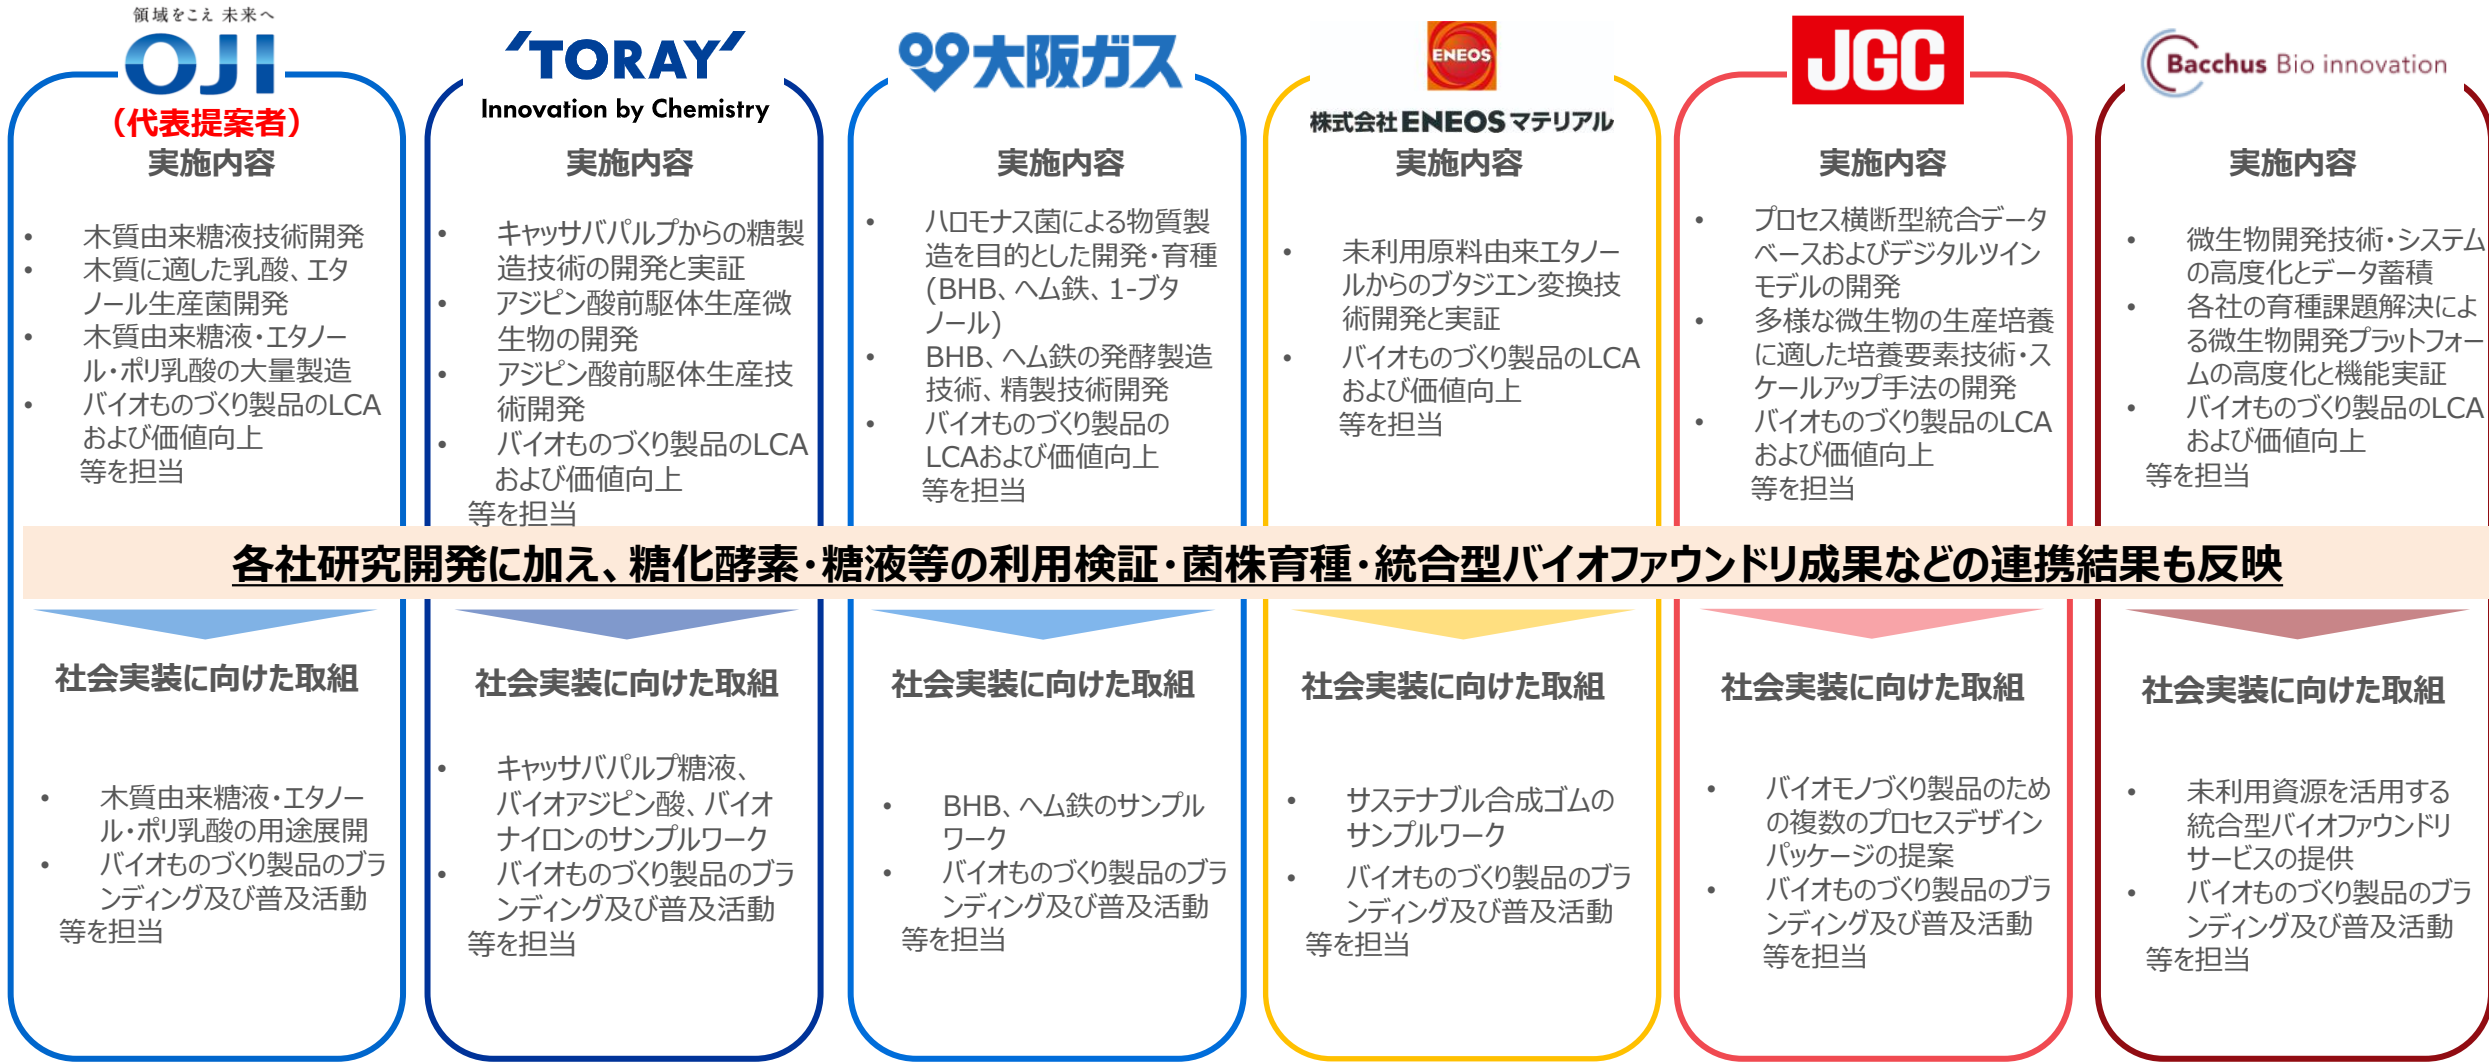 領域をこえ 未来へ
OJI
（代表提案者）
実施内容
• 木質由来糖液技術開発
• 木質に適した乳酸、エタ
ノール生産菌開発
• 木質由来糖液・エタノー
ル・ポリ乳酸の大量製造
• バイオものづくり製品のLCA
および価値向上
等を担当
'TORAY'
Innovation by Chemistry
実施内容
• キャッサバパルプからの糖製
造技術の開発と実証
• アジピン酸前駆体生産微
生物の開発
• アジピン酸前駆体生産技
術開発
• バイオものづくり製品のLCA
および価値向上
等を担当
大阪ガス
実施内容
• ハロモナス菌による物質製
造を目的とした開発・育種
(BHB、ヘム鉄、1-ブタ
ノール)
• BHB、ヘム鉄の発酵製造
技術、精製技術開発
• バイオものづくり製品の
LCAおよび価値向上
等を担当
ENEOS
株式会社ENEOSマテリアル
実施内容
• 未利用原料由来エタノー
ルからのブタジエン変換技
術開発と実証
• バイオものづくり製品のLCA
および価値向上
等を担当
JGC
実施内容
• プロセス横断型統合データ
ベースおよびデジタルツイン
モデルの開発
• 多様な微生物の生産培養
に適した培養要素技術・ス
ケールアップ手法の開発
• バイオものづくり製品のLCA
および価値向上
等を担当
Bacchus Bio innovation
実施内容
• 微生物開発技術・システム
の高度化とデータ蓄積
• 各社の育種課題解決によ
る微生物開発プラットフォー
ムの高度化と機能実証
• バイオものづくり製品のLCA
および価値向上
等を担当
各社研究開発に加え、糖化酵素・糖液等の利用検証・菌株育種・統合型バイオファウンドリ成果などの連携結果も反映
社会実装に向けた取組
• 木質由来糖液・エタノー
ル・ポリ乳酸の用途展開
• バイオものづくり製品のブラ
ンディング及び普及活動
等を担当
社会実装に向けた取組
• キャッサバパルプ糖液、
バイオアジピン酸、バイオ
ナイロンのサンプルワーク
• バイオものづくり製品のブラ
ンディング及び普及活動
等を担当
社会実装に向けた取組
• BHB、ヘム鉄のサンプル
ワーク
• バイオものづくり製品のブラ
ンディング及び普及活動
等を担当
社会実装に向けた取組
• サステナブル合成ゴムの
サンプルワーク
• バイオものづくり製品のブラ
ンディング及び普及活動
等を担当
社会実装に向けた取組
• バイオモノづくり製品のため
の複数のプロセスデザイン
パッケージの提案
• バイオものづくり製品のブラ
ンディング及び普及活動
等を担当
社会実装に向けた取組
• 未利用資源を活用する
統合型バイオファウンドリ
サービスの提供
• バイオものづくり製品のブラ
ンディング及び普及活動
等を担当